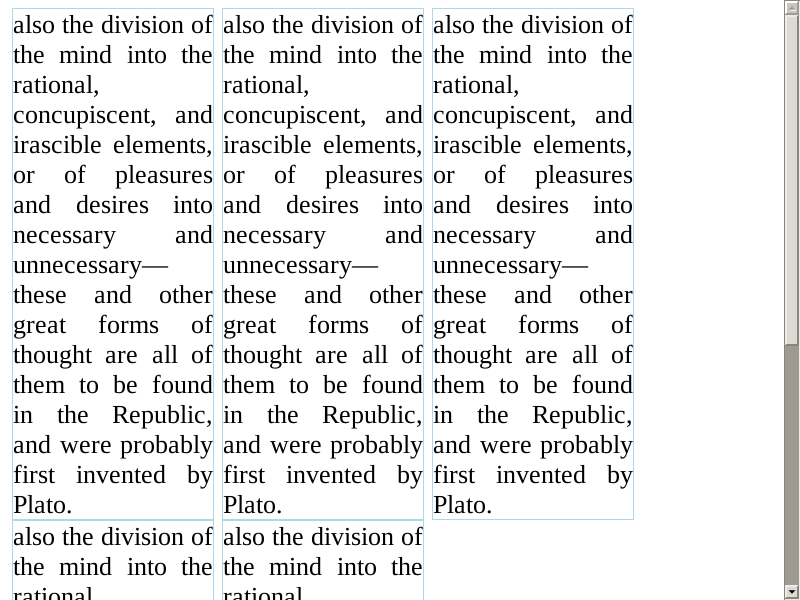 also the division of
the mind into the
rational,
concupiscent, and
irascible elements,
or of pleasures
and desires into
necessary and
unnecessary—
these and other
great forms of
thought are all of
them to be found
in the Republic,
and were probably
first invented by
Plato.
also the division of
the mind into the
rational,
concupiscent, and
irascible elements,
or of pleasures
and desires into
necessary and
unnecessary—
these and other
great forms of
thought are all of
them to be found
in the Republic,
and were probably
first invented by
Plato.
also the division of
the mind into the
rational,
concupiscent, and
irascible elements,
or of pleasures
and desires into
necessary and
unnecessary—
these and other
great forms of
thought are all of
them to be found
in the Republic,
and were probably
first invented by
Plato.
also the division of
the mind into the
rational,
also the division of
the mind into the
rational,